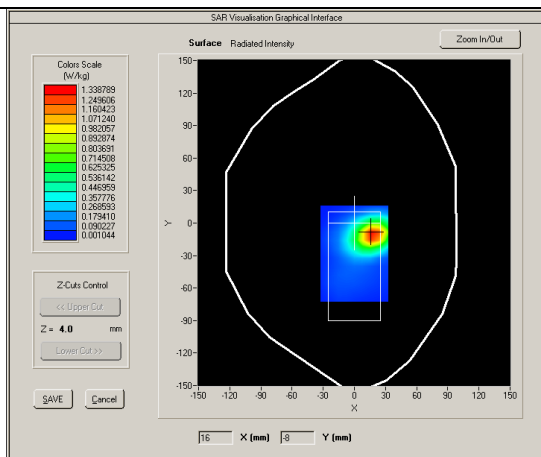 SAR Visualisation Graphical Interface
Surface Radiated Intensity
Zoom In/Out
Colors Scale
(W/kg)
1.338789
1.249606
1.160423
1.071240
0.982057
0.892874
0.803691
0.714508
0.625325
0.536142
0.446959
0.357776
0.268593
0.179410
0.090227
0.001044
Z-Cuts Control
<< Upper Cut
Z = 4.0 mm
Lower Cut >>
SAVE Cancel
150-
120-
90-
60-
30-
0-
-30-
-60-
-90-
-120-
-150-
Y
-150 -120 -90 -60 -30 0 30 60 90 120 150
X
16 X (mm) -8 Y (mm)